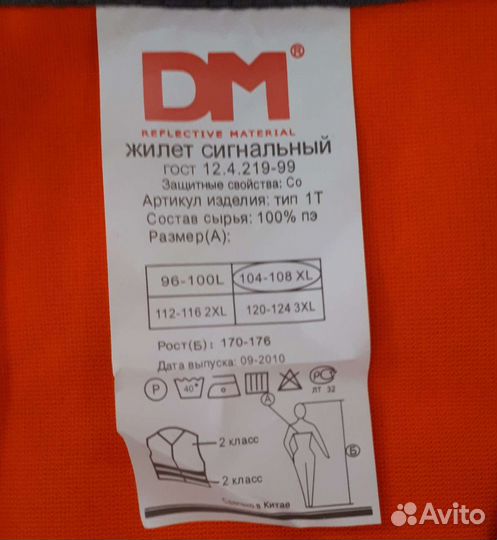 DM®
REFLECTIVE MATERIAL
ЖИЛЕТ СИГНАЛЬНЫЙ
ГОСТ 12.4.219-99
Защитные свойства: Со
Артикул изделия: тип 1Т
Состав сырья: 100% пэ
Размер(А):
96-100L 104-108 XL
112-116 2XL 120-124 3XL
Рост(Б): 170-176
Дата выпуска: 09-2010
P 40° РС
ЛТ 32
А
2 класс
Б
2 класс
Сделано в Китае
Avito